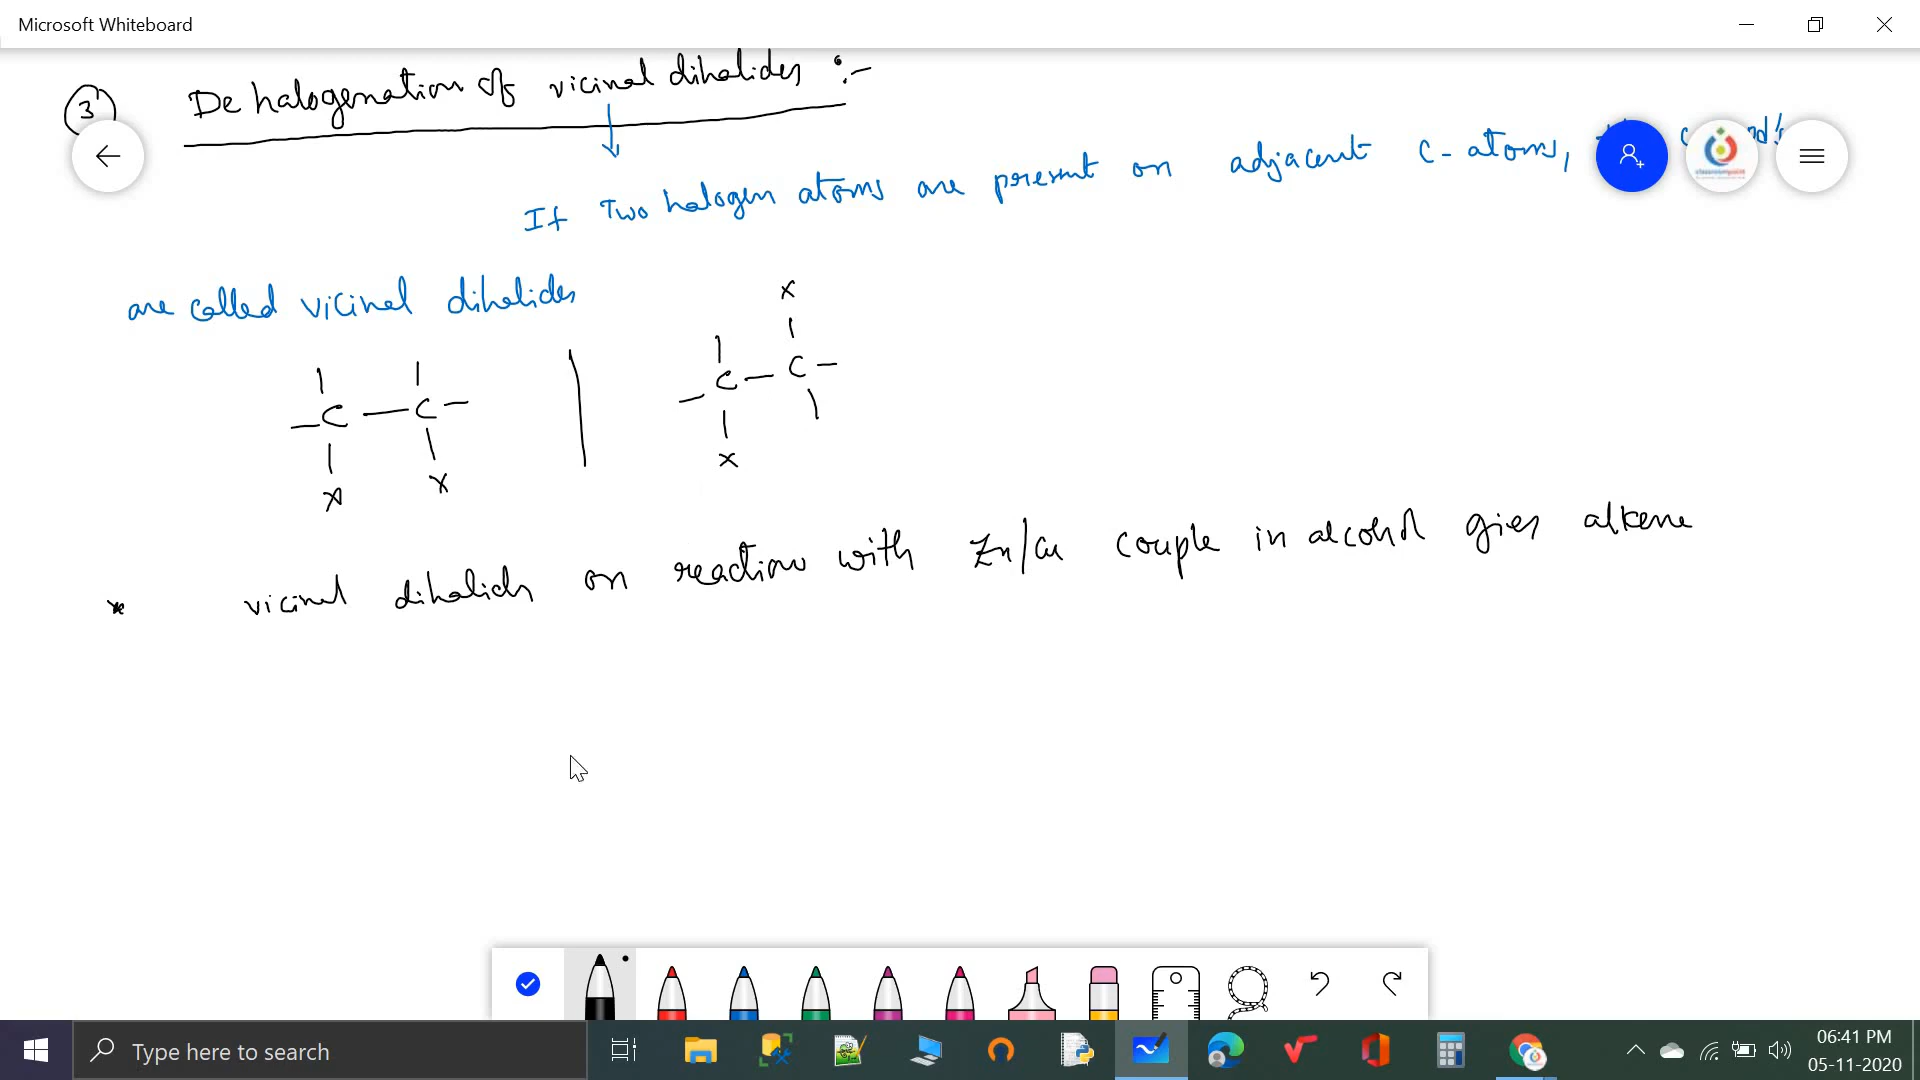 Microsoft Whiteboard
3 De halogenation of vicinal dihalides :-
If Two halogen atoms are present on adjacent C-atoms,
are called vicinal dihalides
X
- C - C - - C - C -
X X X
* vicinal dihalids on reaction with Zn/Cu couple in alcohol gies alkene
Type here to search
06:41 PM
05-11-2020